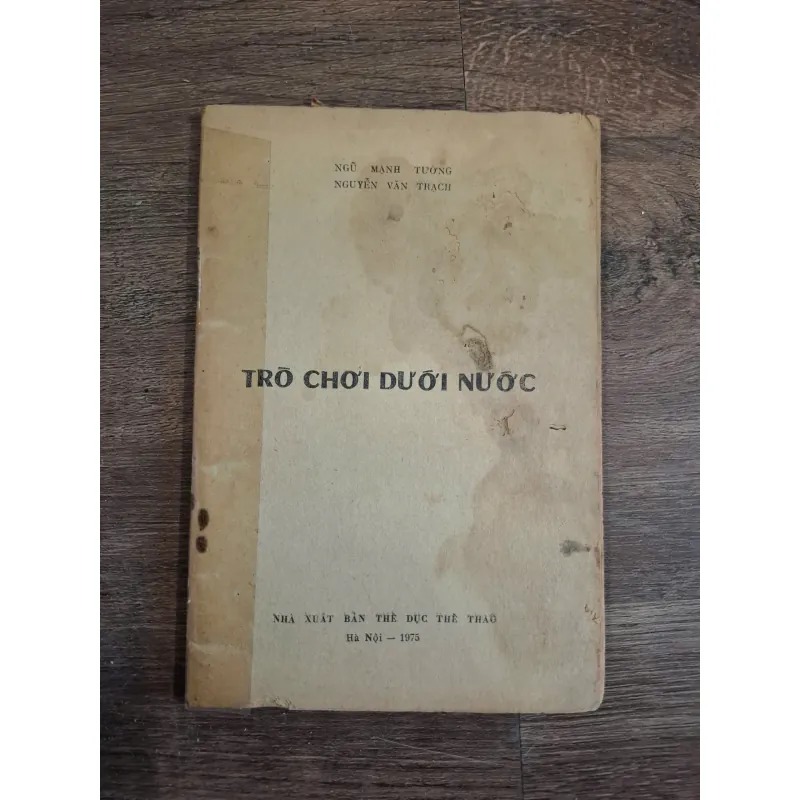 NGŨ MẠNH TƯỜNG
NGUYỄN VĂN TRẠCH
TRÒ CHƠI DƯỚI NƯỚC
NHÀ XUẤT BẢN THỂ DỤC THỂ THAO
Hà Nội — 1975